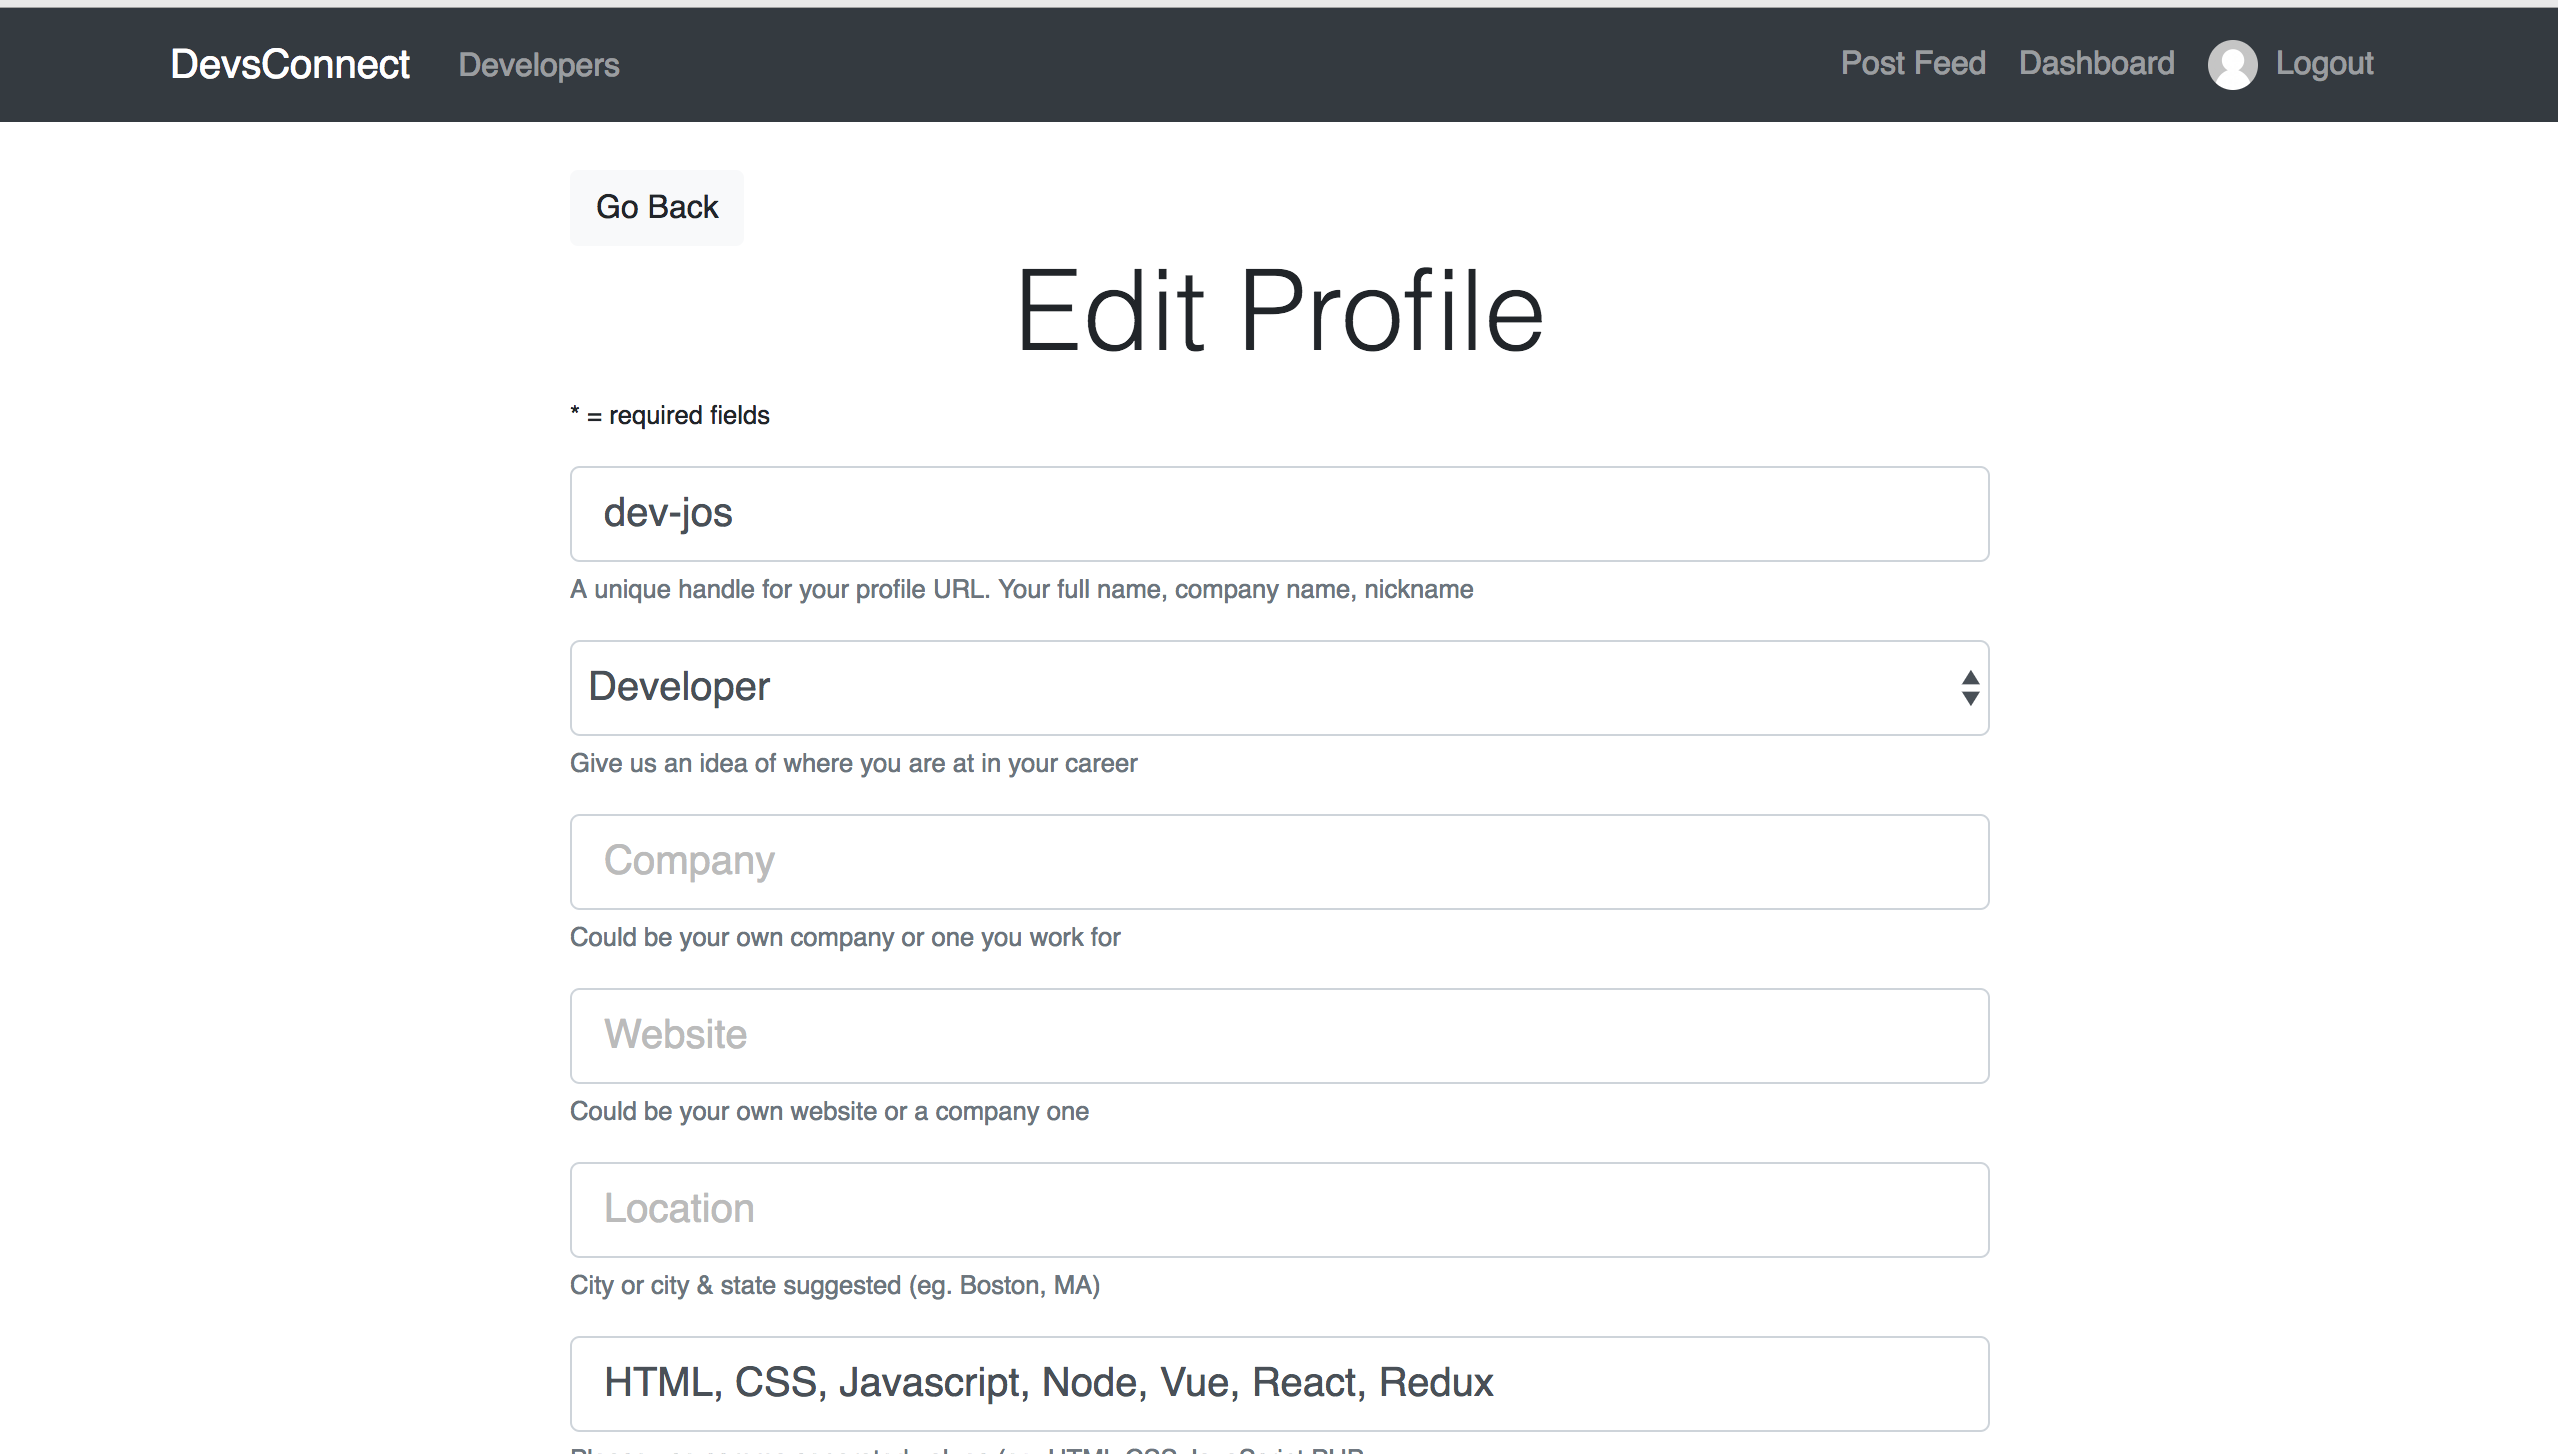 DevsConnect Developers Post Feed Dashboard Logout
Go Back
Edit Profile
* = required fields
dev-jos
A unique handle for your profile URL. Your full name, company name, nickname
Developer
Give us an idea of where you are at in your career
Company
Could be your own company or one you work for
Website
Could be your own website or a company one
Location
City or city & state suggested (eg. Boston, MA)
HTML, CSS, Javascript, Node, Vue, React, Redux